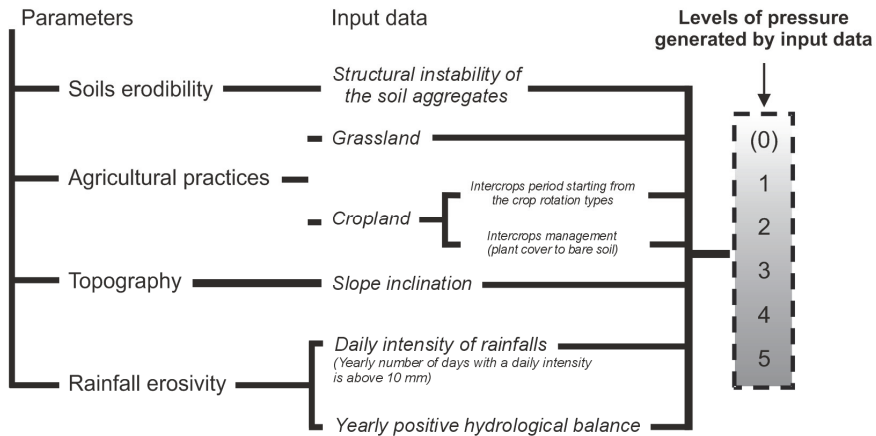 Parameters
Input data
Levels of pressure
generated by input data
Soils erodibility
Structural instability of
the soil aggregates
Grassland
Agricultural practices
Cropland
Intercrops period starting from
the crop rotation types
Intercrops management
(plant cover to bare soil)
Topography
Slope inclination
Rainfall erosivity
Daily intensity of rainfalls
(Yearly number of days with a daily intensity
is above 10 mm)
Yearly positive hydrological balance
(0)
1
2
3
4
5